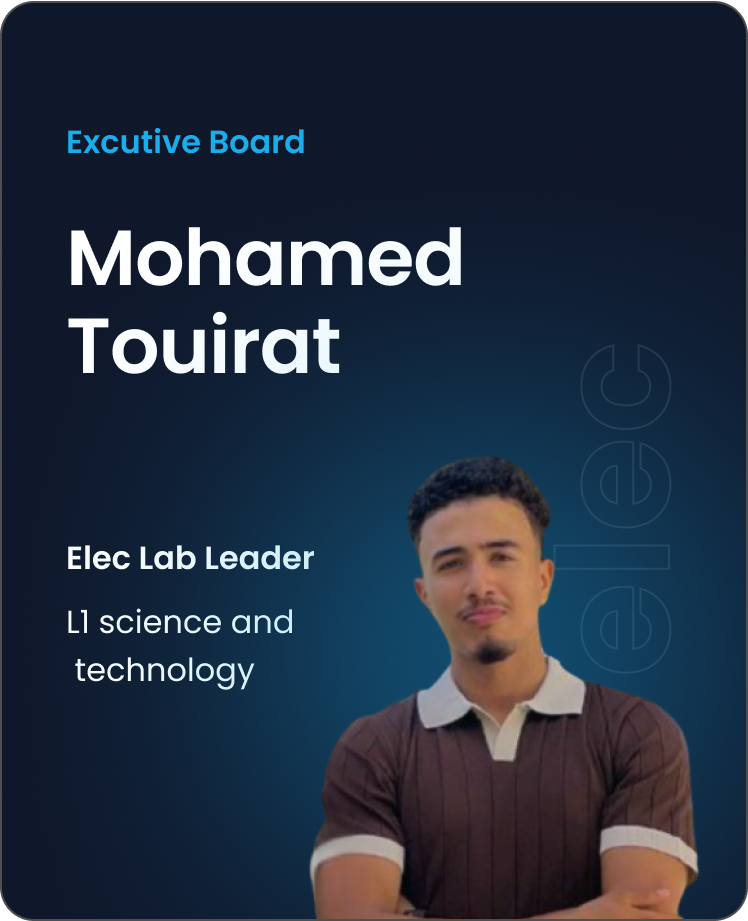 Excutive Board
Mohamed
Touirat
Elec Lab Leader
L1 science and
technology
elec